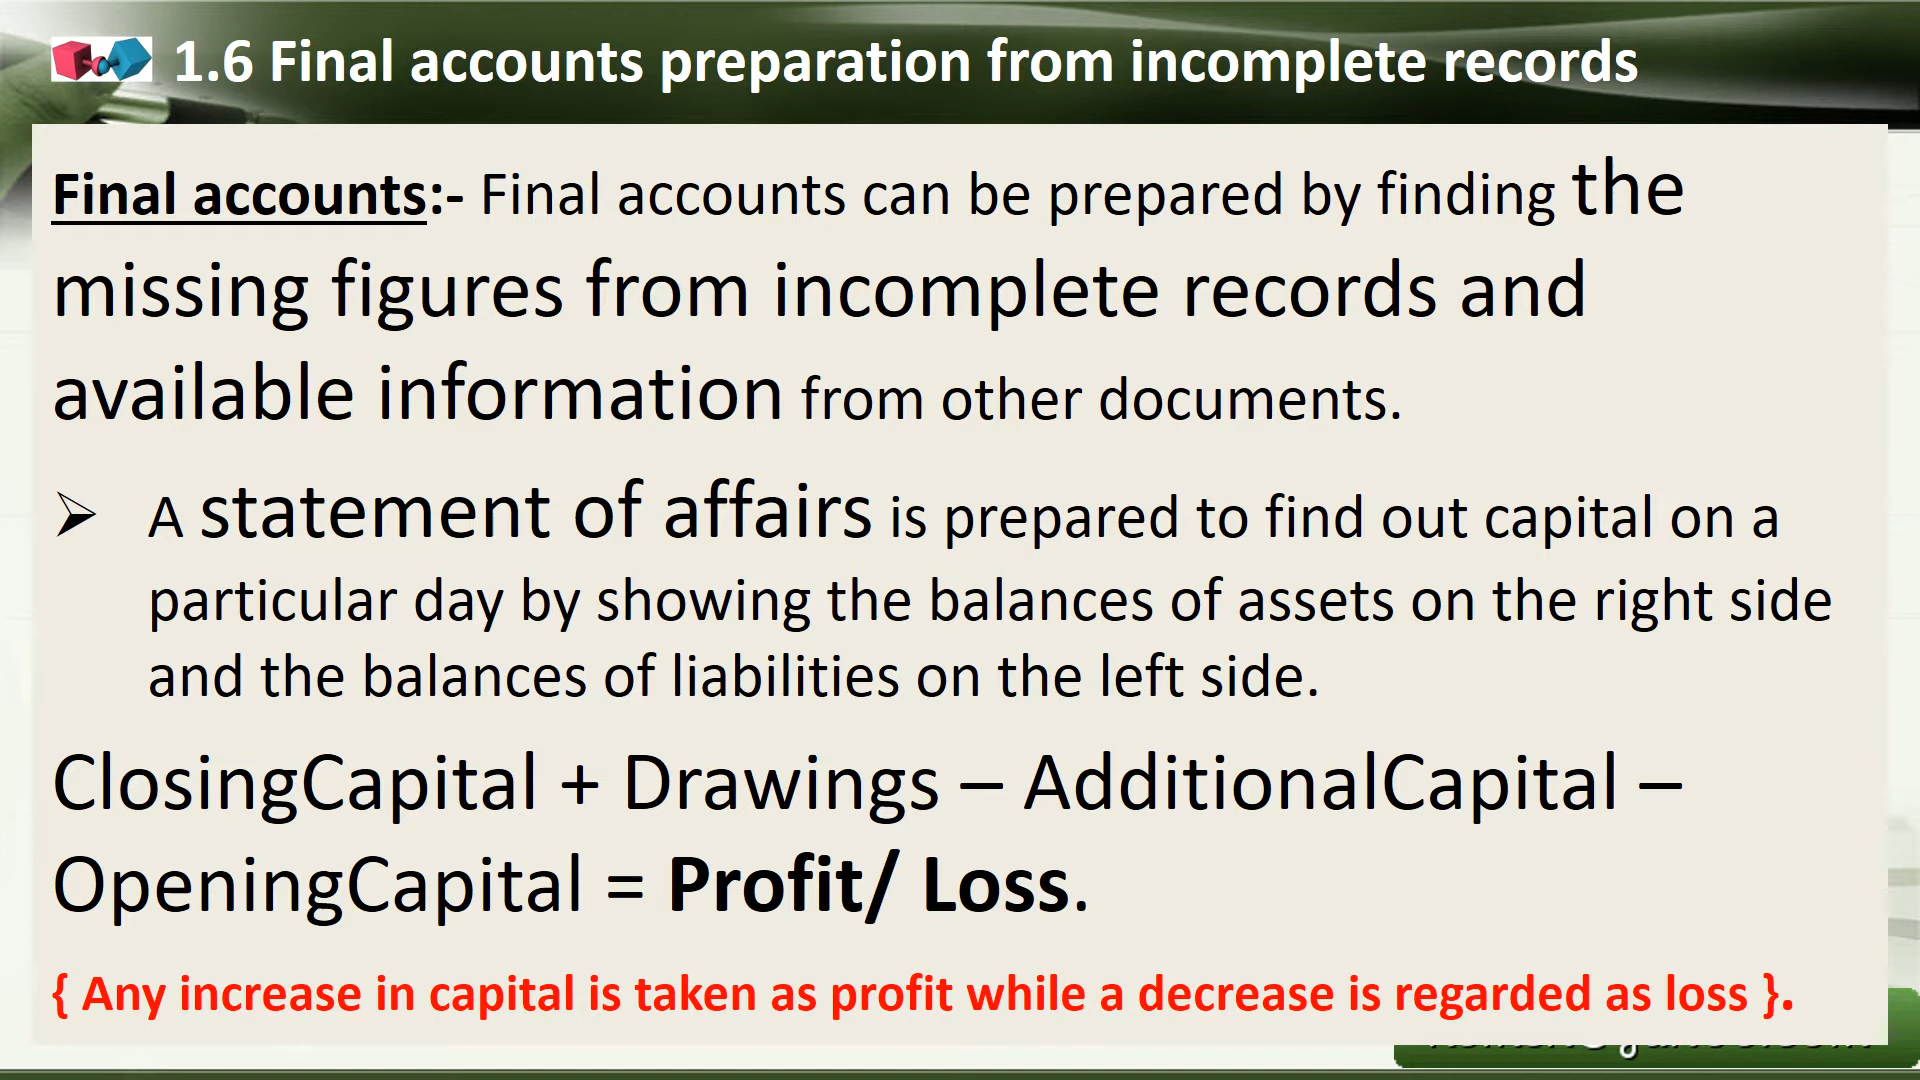 1.6 Final accounts preparation from incomplete records
Final accounts:- Final accounts can be prepared by finding the
missing figures from incomplete records and
available information from other documents.
➢ A statement of affairs is prepared to find out capital on a
particular day by showing the balances of assets on the right side
and the balances of liabilities on the left side.
ClosingCapital + Drawings – AdditionalCapital –
OpeningCapital = Profit/ Loss.
{ Any increase in capital is taken as profit while a decrease is regarded as loss }.